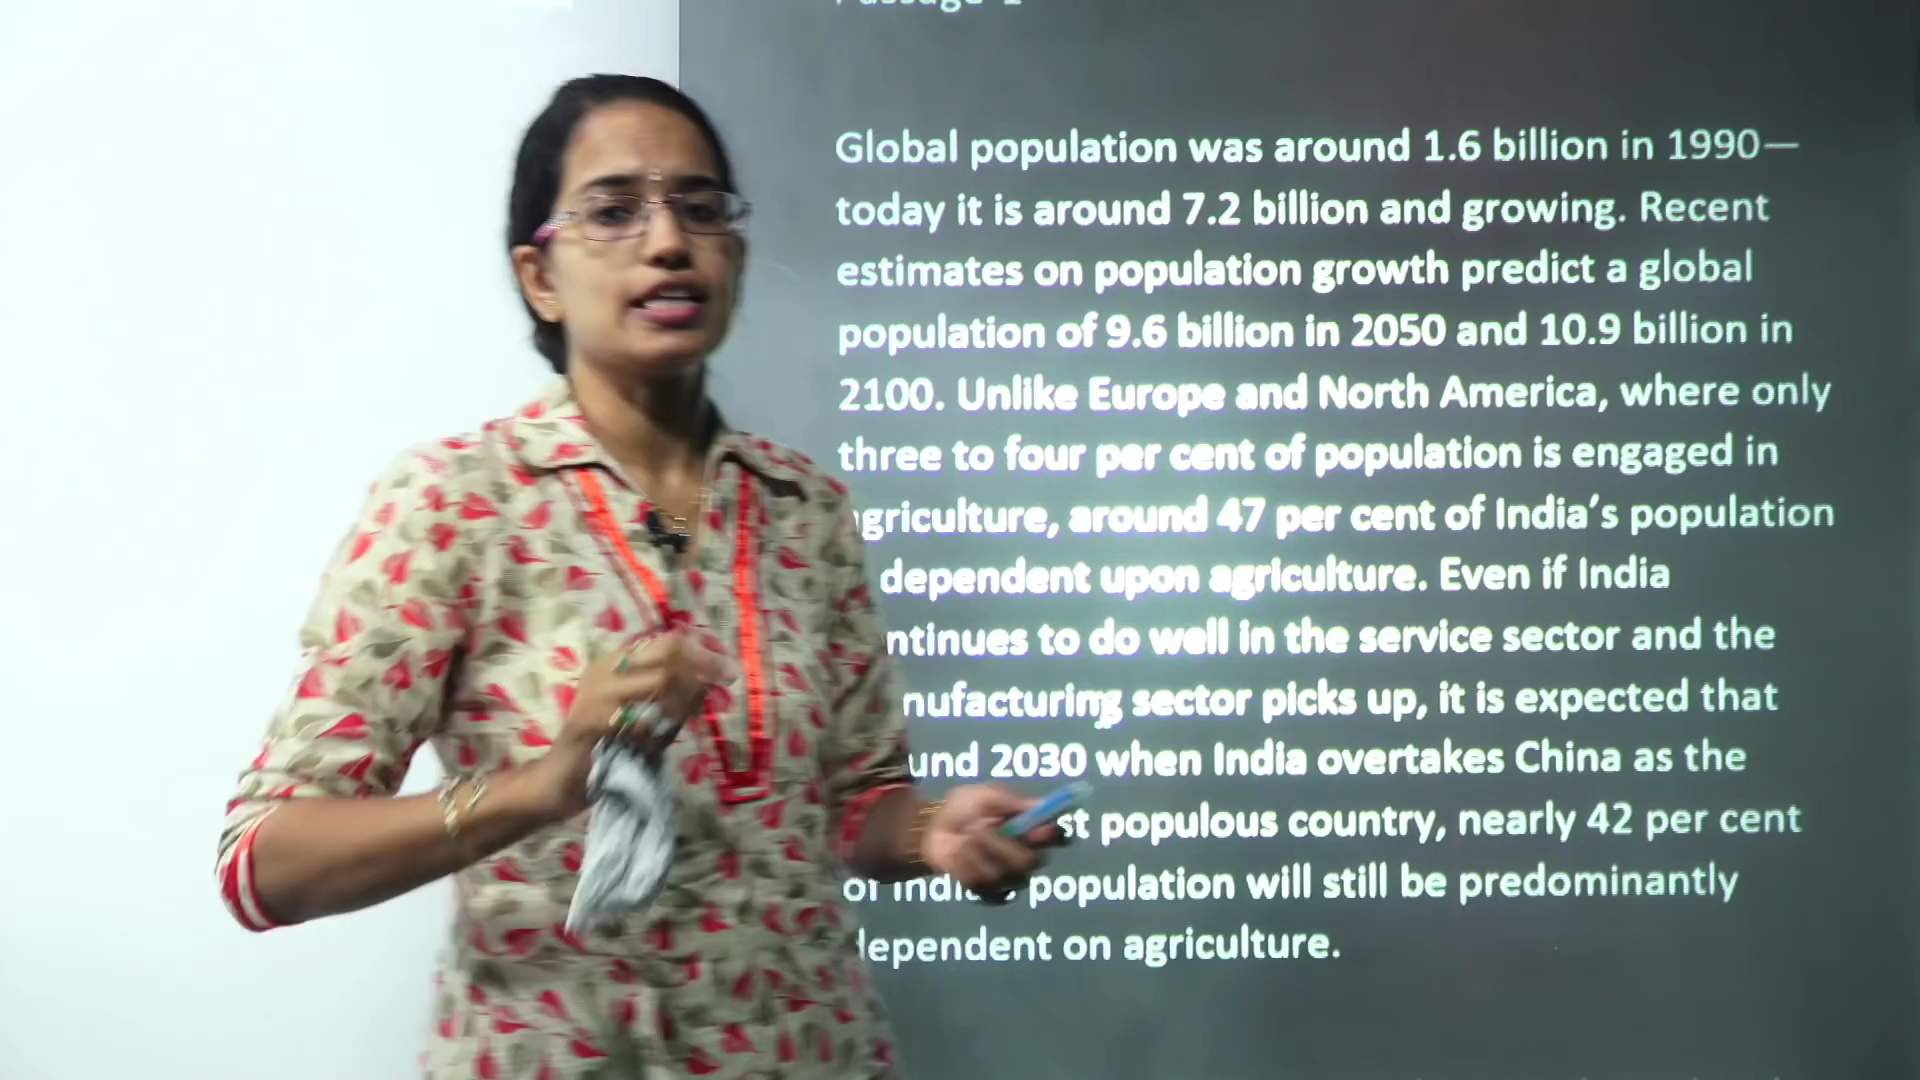 Passage-1
Global population was around 1.6 billion in 1990—
today it is around 7.2 billion and growing. Recent
estimates on population growth predict a global
population of 9.6 billion in 2050 and 10.9 billion in
2100. Unlike Europe and North America, where only
three to four per cent of population is engaged in
griculture, around 47 per cent of India's population
dependent upon agriculture. Even if India
ntinues to do well in the service sector and the
nufacturing sector picks up, it is expected that
und 2030 when India overtakes China as the
st populous country, nearly 42 per cent
of India's population will still be predominantly
dependent on agriculture.